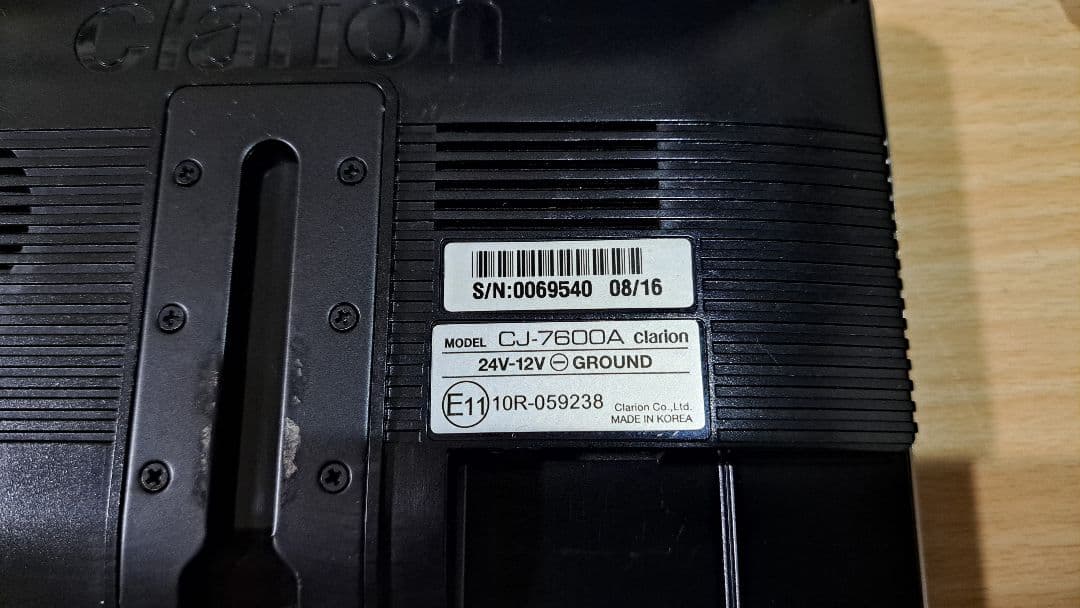 clarion
S/N:0069540 08/16
MODEL CJ-7600A clarion
24V-12V ⊖ GROUND
E11 10R-059238 Clarion Co.,Ltd.
MADE IN KOREA